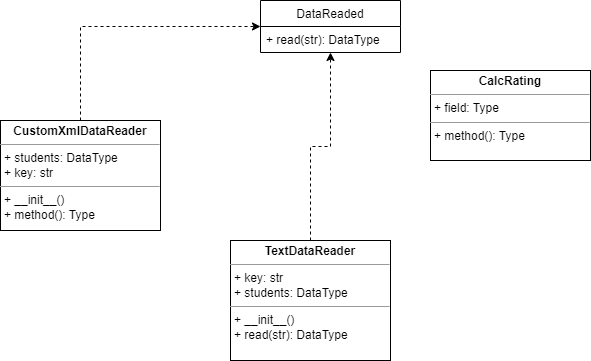 DataReaded
+ read(str): DataType
CalcRating
+ field: Type
+ method(): Type
CustomXmlDataReader
+ students: DataType
+ key: str
+ __init__()
+ method(): Type
TextDataReader
+ key: str
+ students: DataType
+ __init__()
+ read(str): DataType